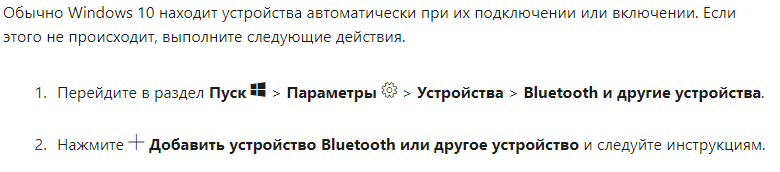 Обычно Windows 10 находит устройства автоматически при их подключении или включении. Если
этого не происходит, выполните следующие действия.
1. Перейдите в раздел Пуск > Параметры > Устройства > Bluetooth и другие устройства.
2. Нажмите + Добавить устройство Bluetooth или другое устройство и следуйте инструкциям.